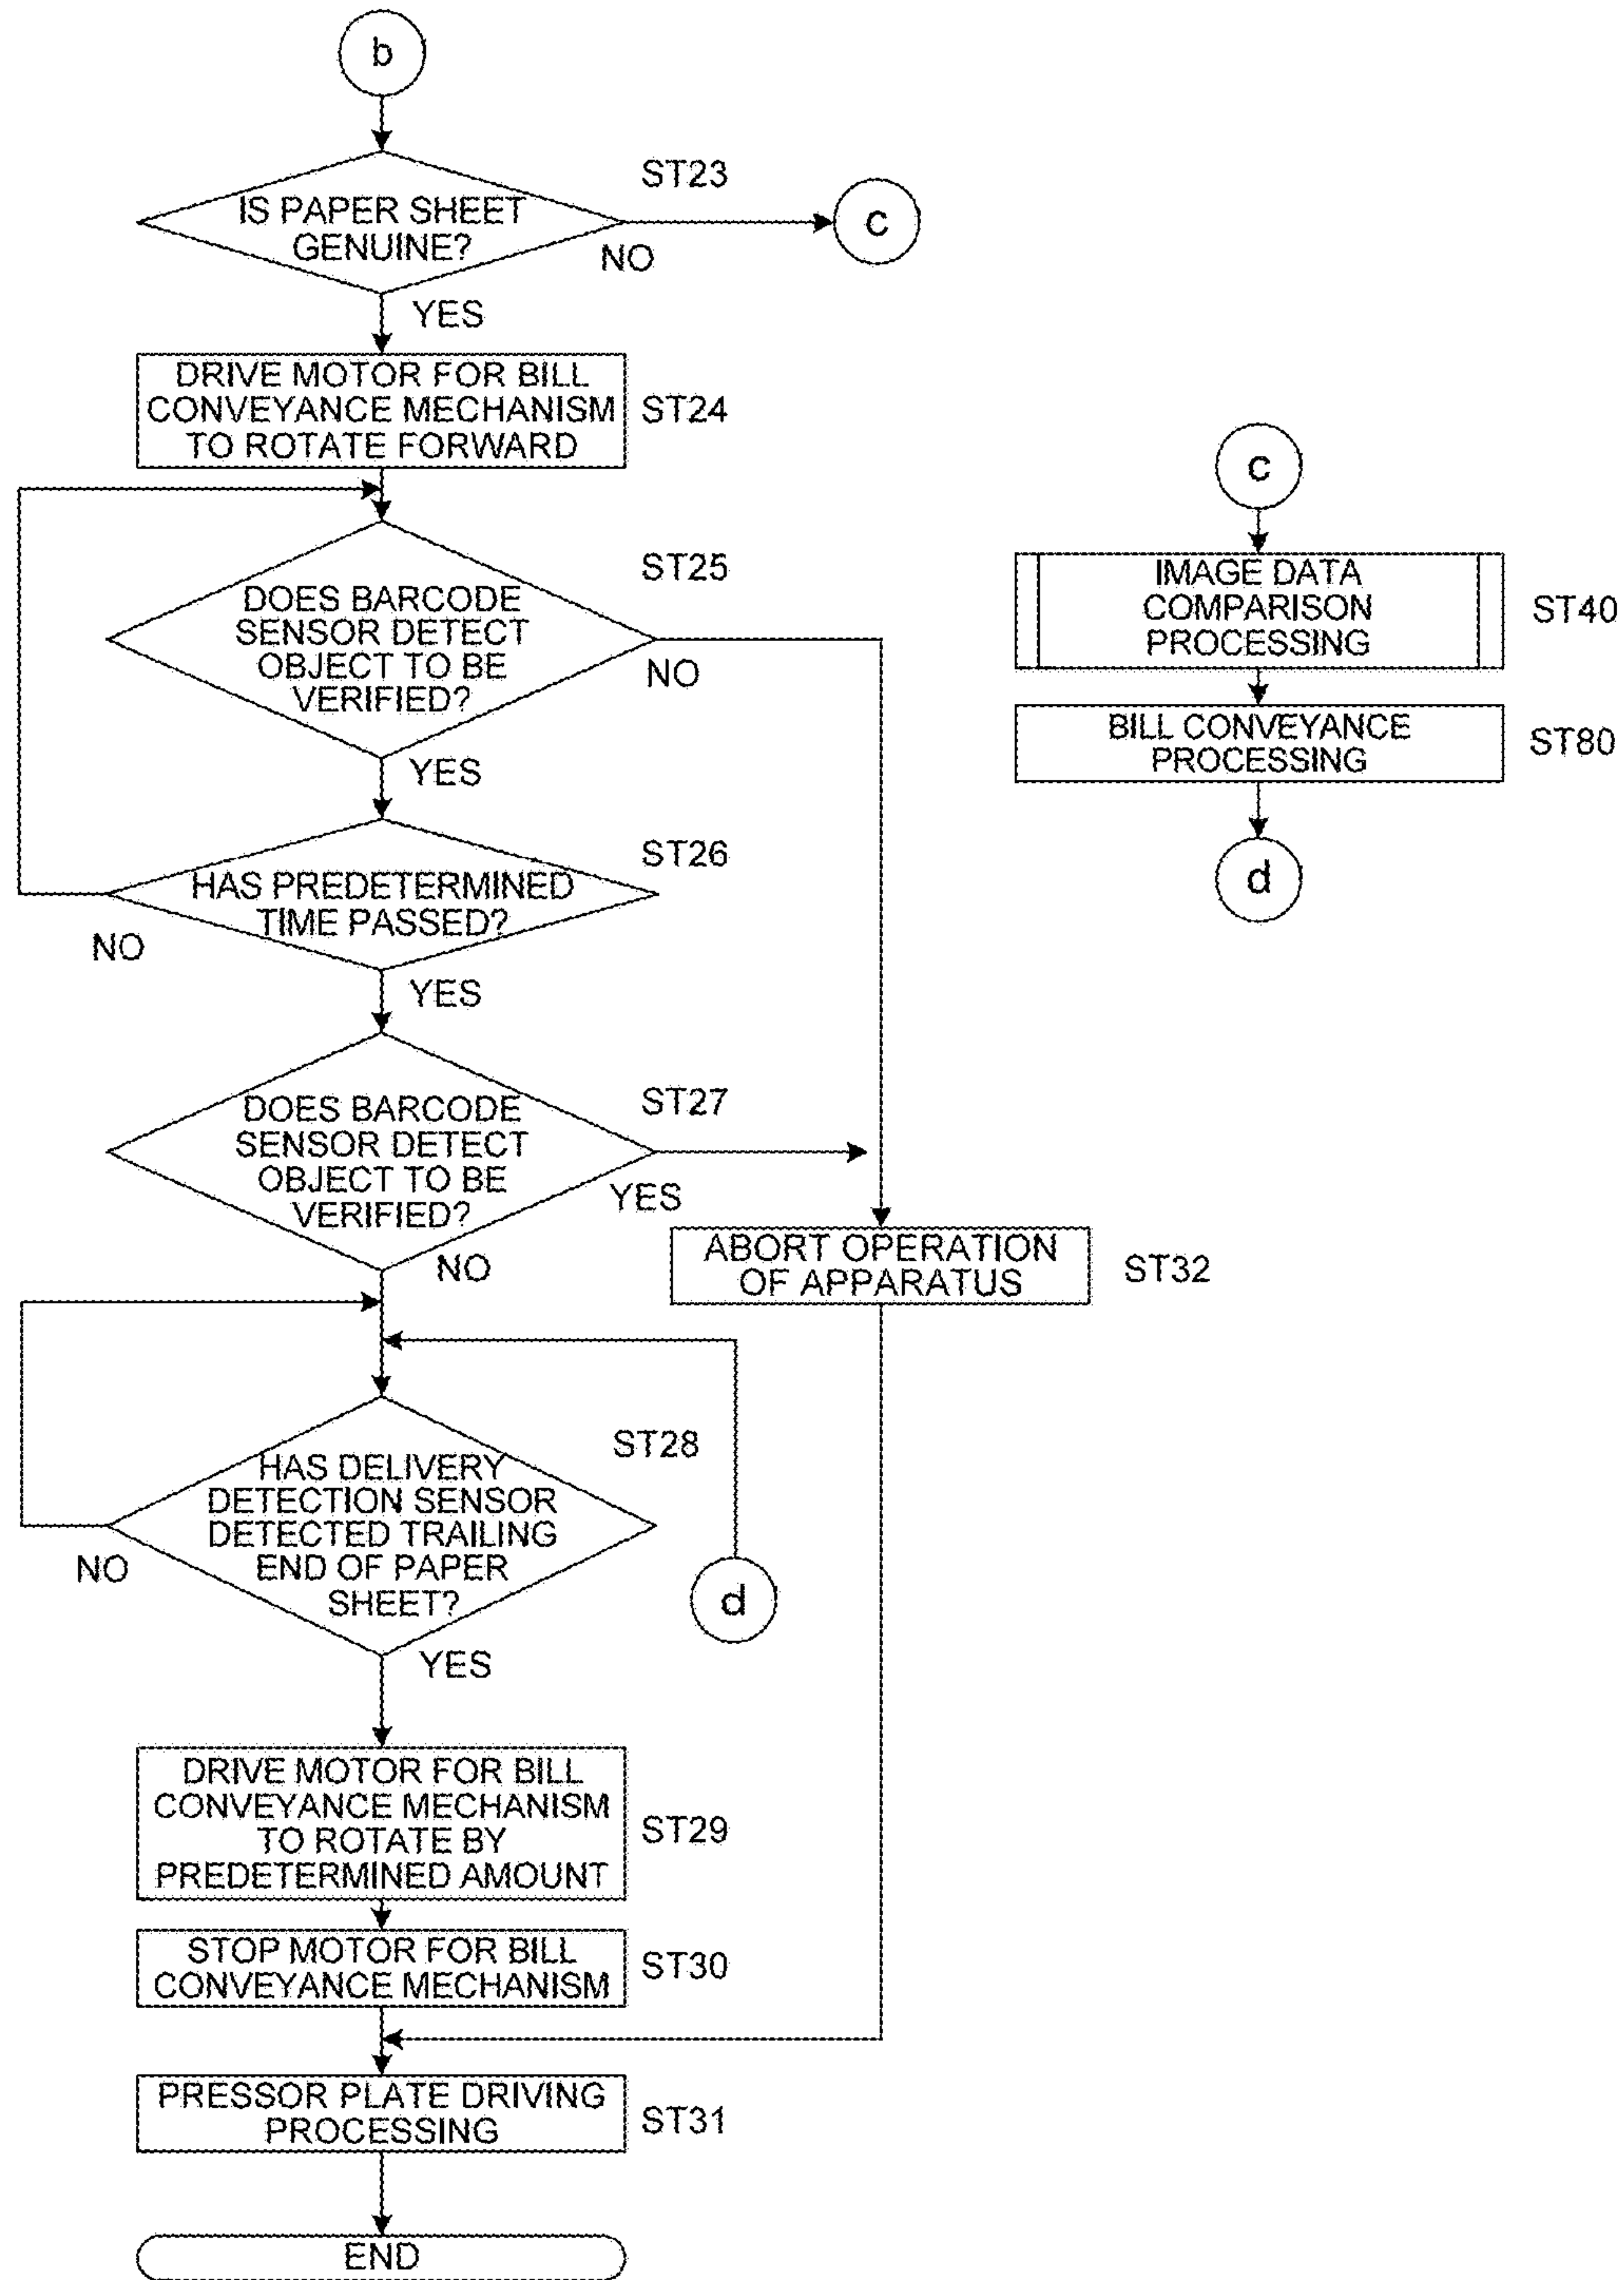 b
IS PAPER SHEET
GENUINE?
ST23
NO
c
YES
DRIVE MOTOR FOR BILL
CONVEYANCE MECHANISM
TO ROTATE FORWARD
ST24
DOES BARCODE
SENSOR DETECT
OBJECT TO BE
VERIFIED?
ST25
NO
YES
HAS PREDETERMINED
TIME PASSED?
ST26
NO
YES
DOES BARCODE
SENSOR DETECT
OBJECT TO BE
VERIFIED?
ST27
YES
NO
ABORT OPERATION
OF APPARATUS
ST32
HAS DELIVERY
DETECTION SENSOR
DETECTED TRAILING
END OF PAPER
SHEET?
ST28
NO
d
YES
DRIVE MOTOR FOR BILL
CONVEYANCE MECHANISM
TO ROTATE BY
PREDETERMINED AMOUNT
ST29
STOP MOTOR FOR BILL
CONVEYANCE MECHANISM
ST30
PRESSOR PLATE DRIVING
PROCESSING
ST31
END
c
IMAGE DATA
COMPARISON
PROCESSING
ST40
BILL CONVEYANCE
PROCESSING
ST80
d